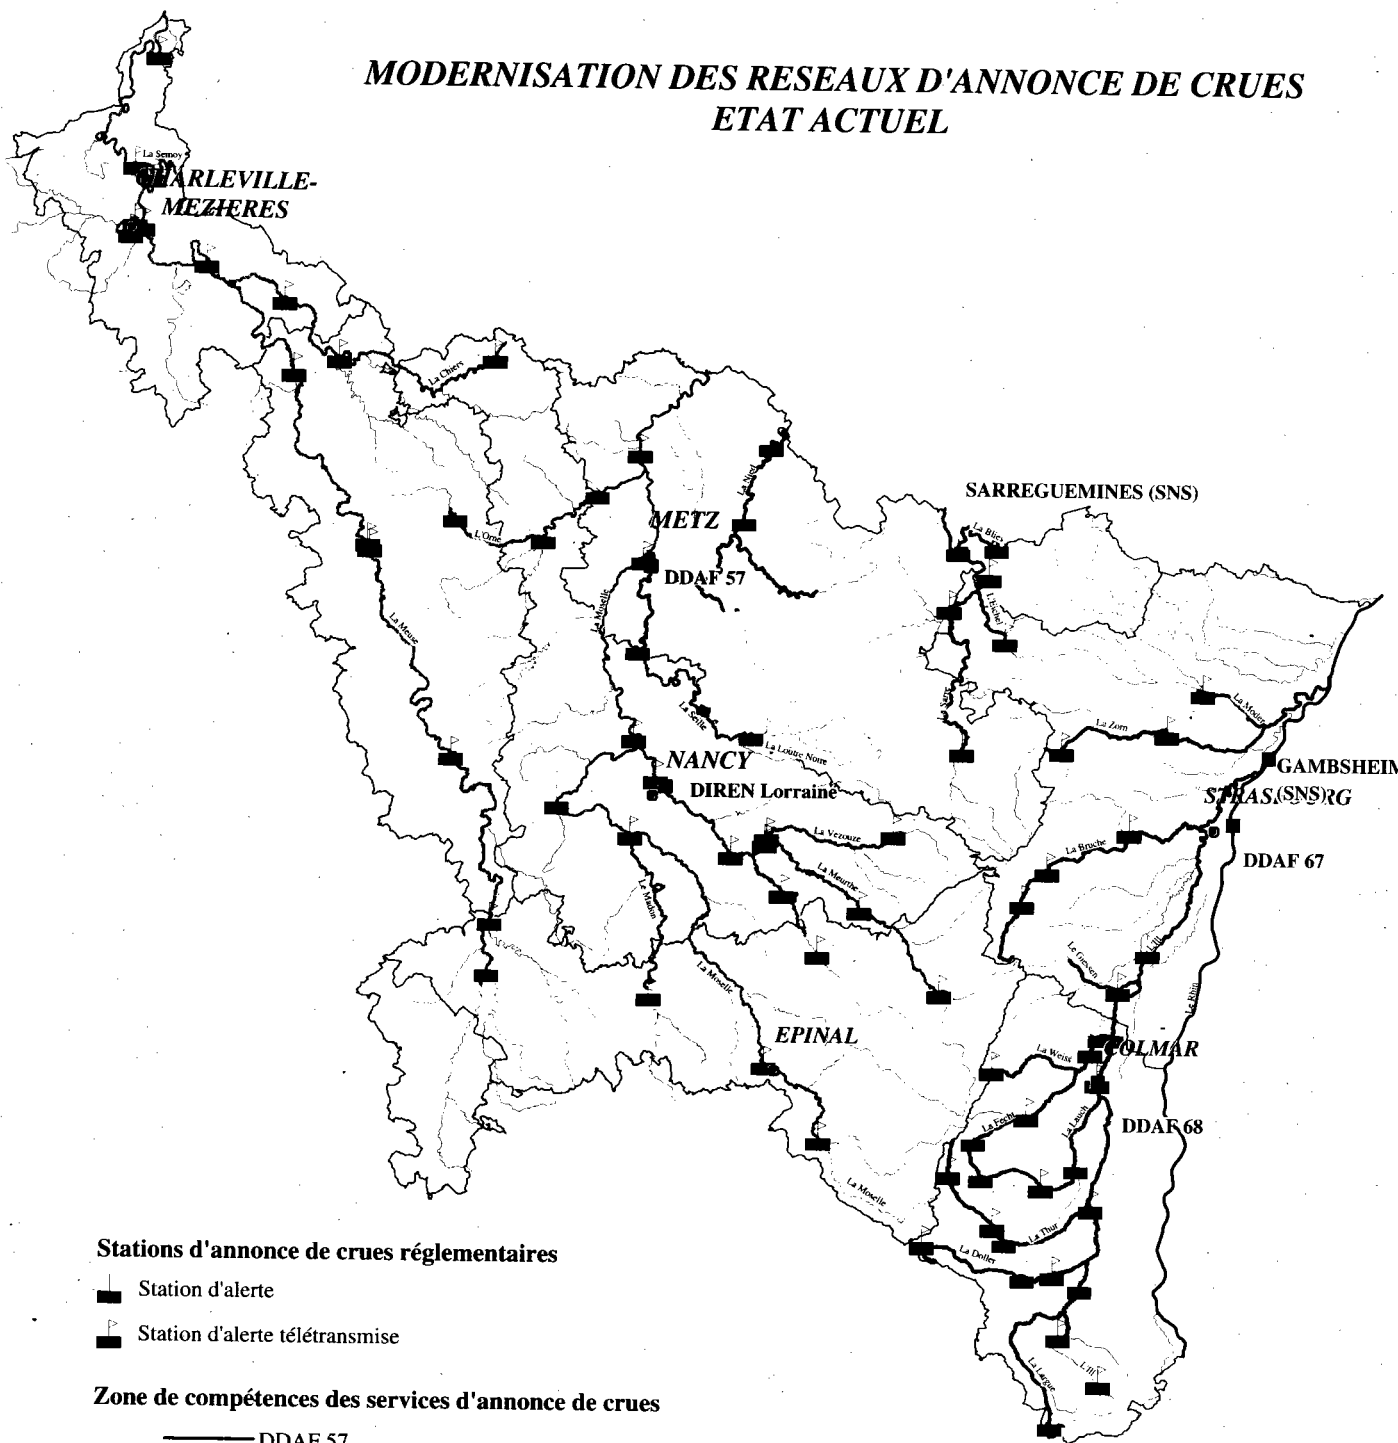 MODERNISATION DES RESEAUX D'ANNONCE DE CRUES
ETAT ACTUEL
La Semoy
CHARLEVILLE-
MEZIERES
La Chiers
La Nied
SARREGUEMINES (SNS)
METZ
L'Orne
La Blies
DDAF 57
L'Eichel
La Moselle
La Meuse
La Sarre
La Seille
La Moder
La Zorn
La Loutre Noire
NANCY
GAMBSHEIM
DIREN Lorraine
STRASBOURG
(SNS)
La Vezouze
La Bruche
DDAF 67
La Meurthe
Le Madon
L'Ill
Le Giessen
La Moselle
Le Rhin
EPINAL
COLMAR
La Weiss
La Lauch
La Fecht
DDAF 68
La Moselle
La Thur
La Doller
Stations d'annonce de crues réglementaires
Station d'alerte
Station d'alerte télétransmise
La Largue
L'Ill
Zone de compétences des services d'annonce de crues
DDAF 57